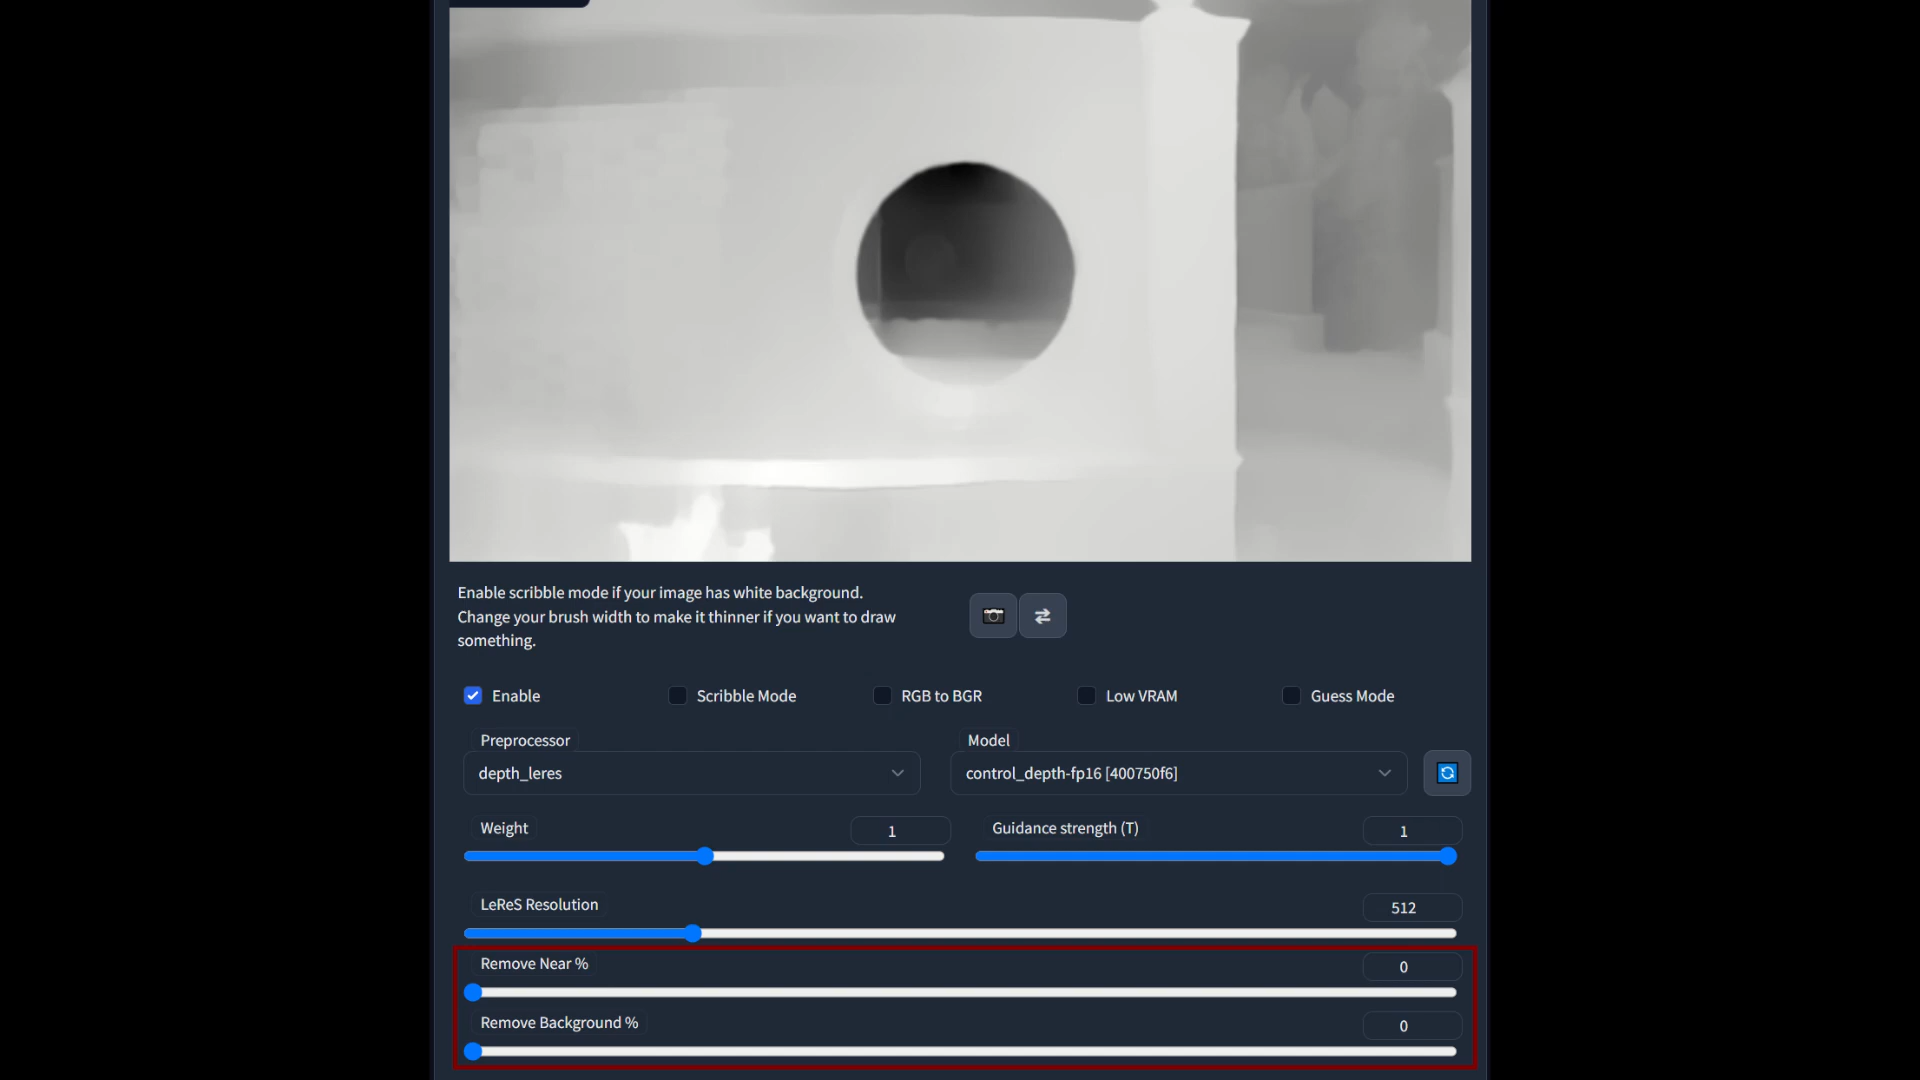 Enable scribble mode if your image has white background.
Change your brush width to make it thinner if you want to draw
something.
Enable
Scribble Mode
RGB to BGR
Low VRAM
Guess Mode
Preprocessor
Model
depth_leres
control_depth-fp16 [400750f6]
Weight
1
Guidance strength (T)
1
LeReS Resolution
512
Remove Near %
0
Remove Background %
0